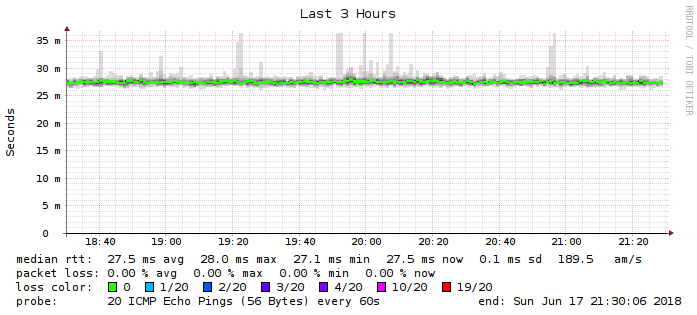 Last 3 Hours
RRDTOOL / TOBI OETIKER
Seconds
35 m
30 m
25 m
20 m
15 m
10 m
5 m
0
18:40 19:00 19:20 19:40 20:00 20:20 20:40 21:00 21:20
median rtt: 27.5 ms avg 28.0 ms max 27.1 ms min 27.5 ms now 0.1 ms sd 189.5 am/s
packet loss: 0.00 % avg 0.00 % max 0.00 % min 0.00 % now
loss color: 0 1/20 2/20 3/20 4/20 10/20 19/20
probe: 20 ICMP Echo Pings (56 Bytes) every 60s end: Sun Jun 17 21:30:06 2018